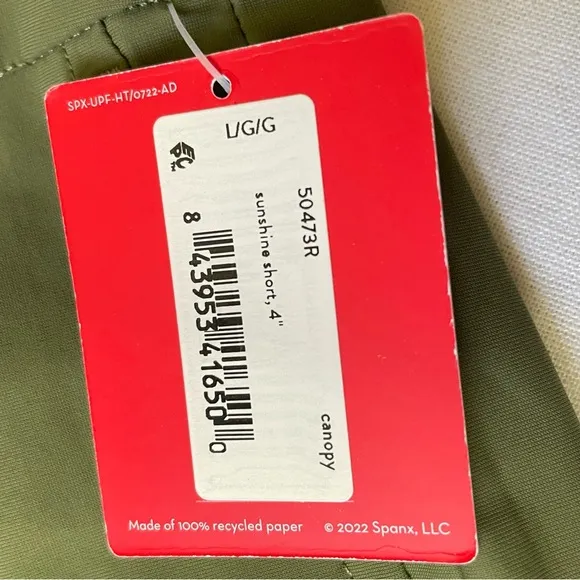 SPX-UPF-HT/0722-AD
L/G/G
50473R
sunshine short, 4"
canopy
8 43953 41650 0
Made of 100% recycled paper
© 2022 Spanx, LLC